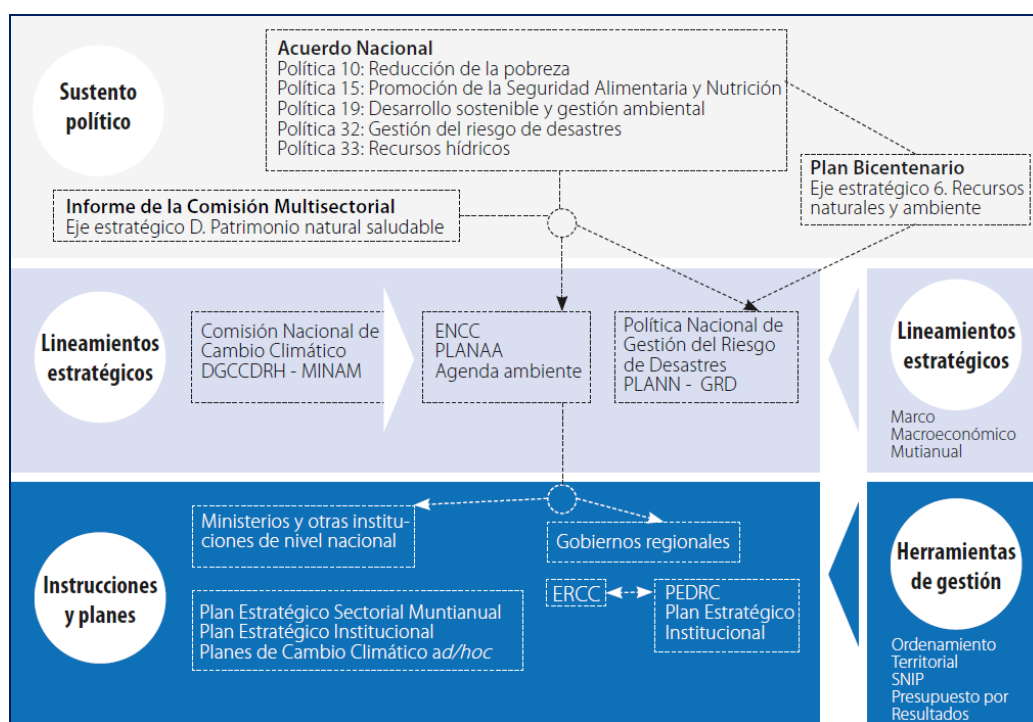 Sustento
político
Acuerdo Nacional
Política 10: Reducción de la pobreza
Política 15: Promoción de la Seguridad Alimentaria y Nutrición
Política 19: Desarrollo sostenible y gestión ambiental
Política 32: Gestión del riesgo de desastres
Política 33: Recursos hídricos
Plan Bicentenario
Eje estratégico 6. Recursos
naturales y ambiente
Informe de la Comisión Multisectorial
Eje estratégico D. Patrimonio natural saludable
Lineamientos
estratégicos
Comisión Nacional de
Cambio Climático
DGCCDRH - MINAM
ENCC
PLANAA
Agenda ambiente
Política Nacional de
Gestión del Riesgo
de Desastres
PLANN - GRD
Lineamientos
estratégicos
Marco
Macroeconómico
Mutianual
Instrucciones
y planes
Ministerios y otras institu-
ciones de nivel nacional
Gobiernos regionales
Plan Estratégico Sectorial Muntianual
Plan Estratégico Institucional
Planes de Cambio Climático ad/hoc
ERCC
PEDRC
Plan Estratégico
Institucional
Herramientas
de gestión
Ordenamiento
Territorial
SNIP
Presupuesto por
Resultados